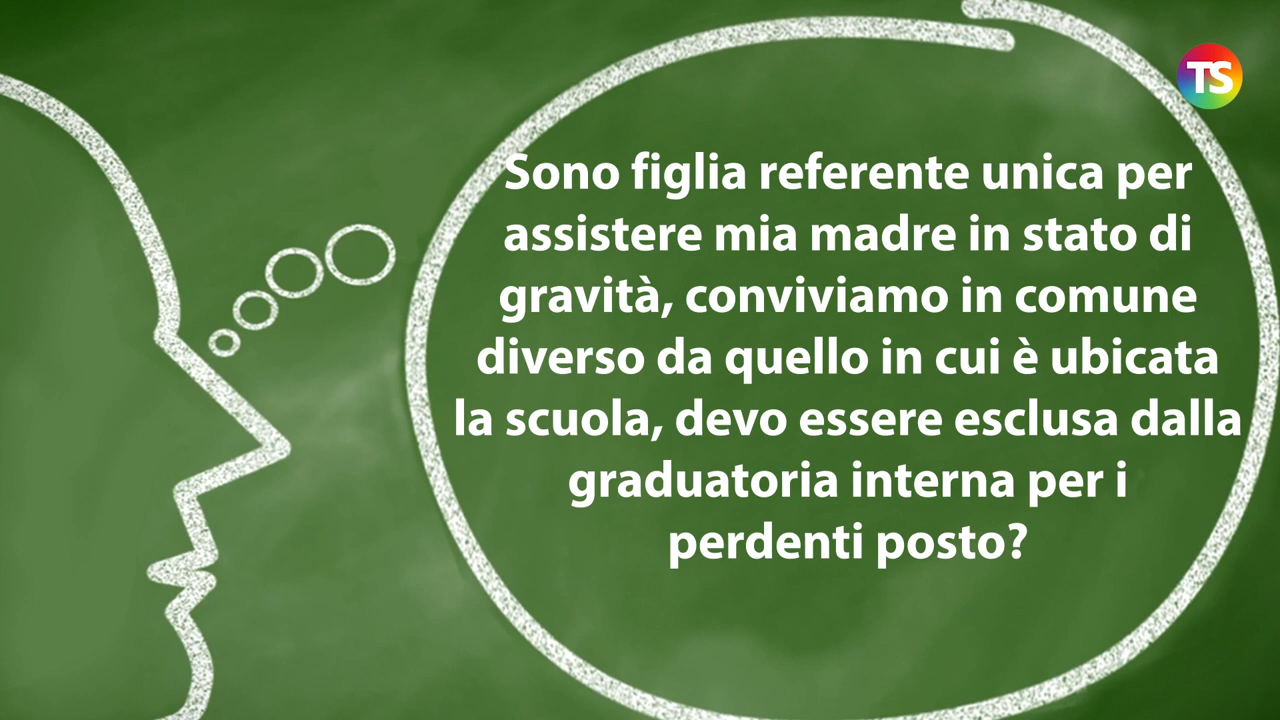 TS
Sono figlia referente unica per
assistere mia madre in stato di
gravità, conviviamo in comune
diverso da quello in cui è ubicata
la scuola, devo essere esclusa dalla
graduatoria interna per i
perdenti posto?